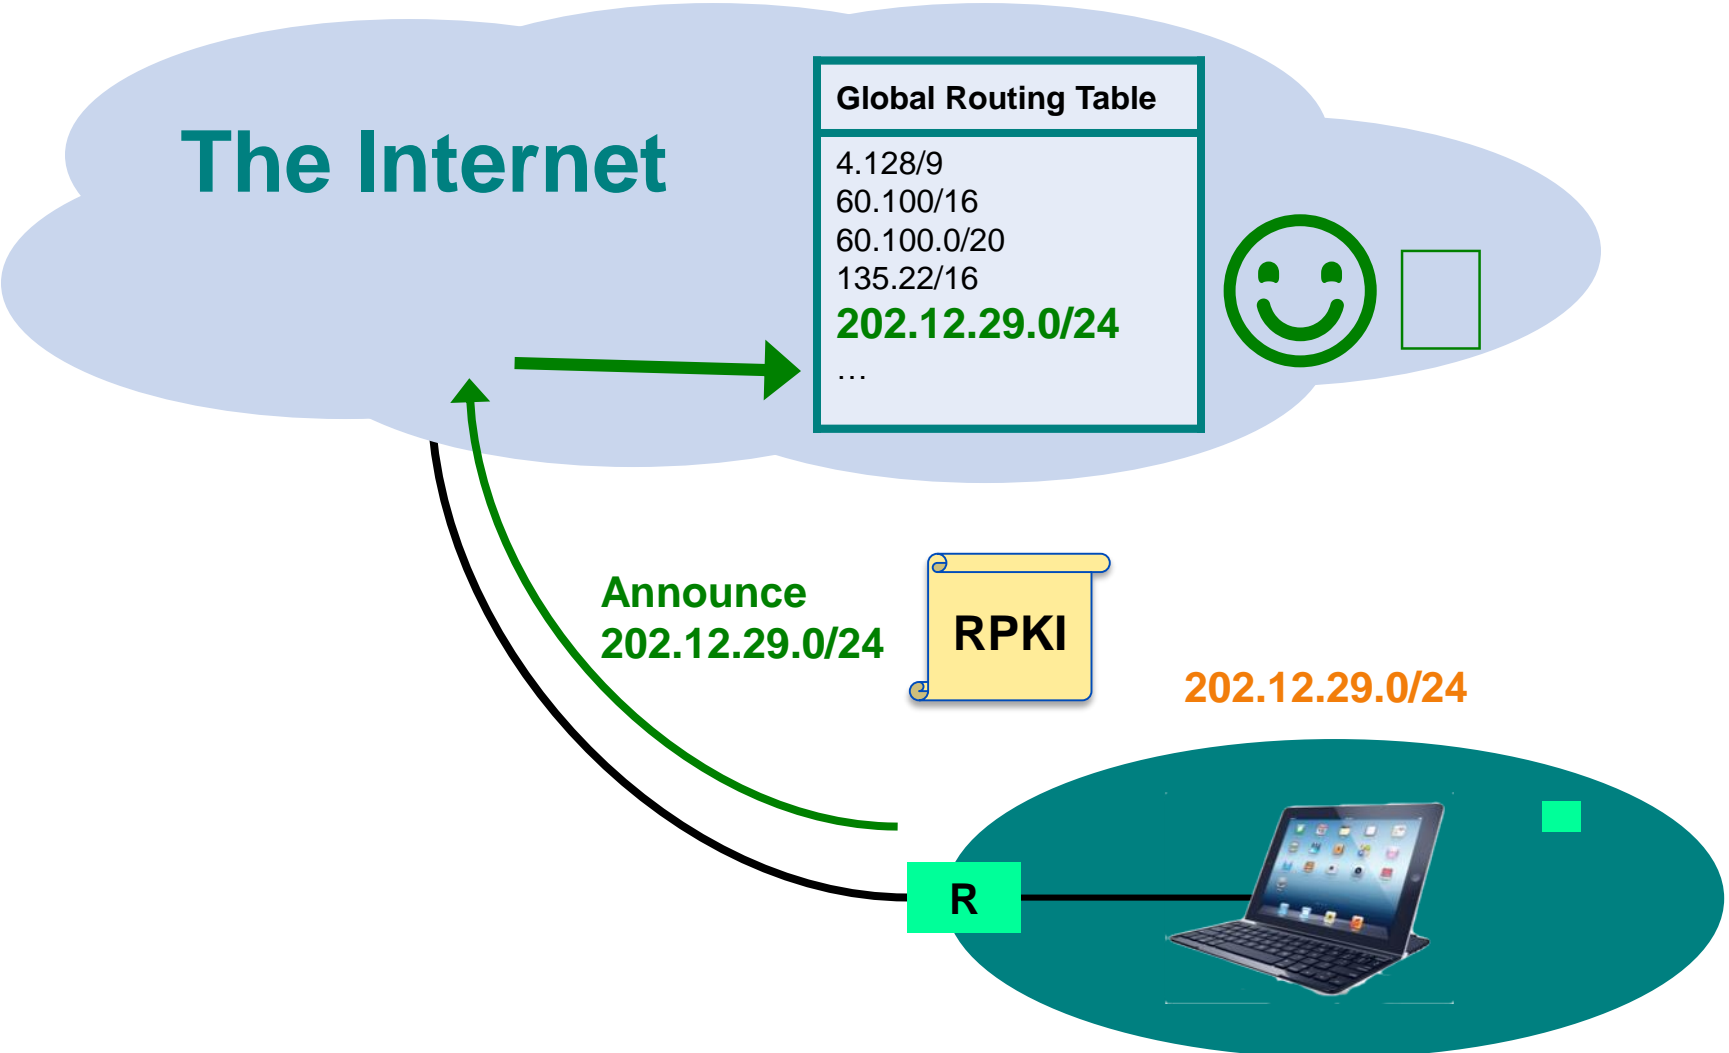 The Internet
Global Routing Table
4.128/9
60.100/16
60.100.0/20
135.22/16
202.12.29.0/24
…
Announce
202.12.29.0/24
RPKI
202.12.29.0/24
R